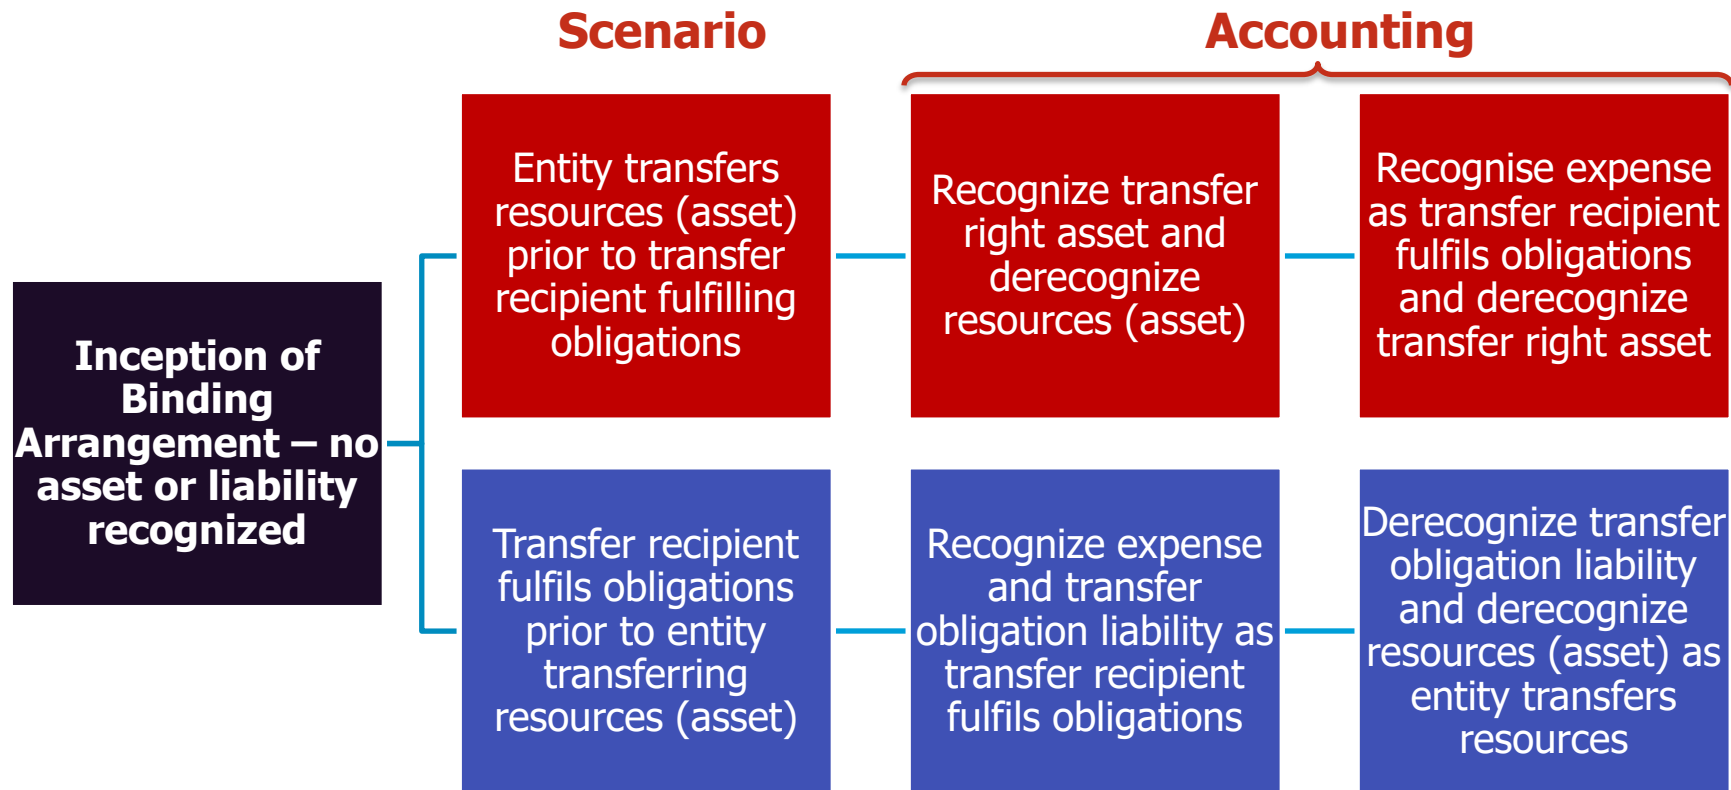 Scenario
Accounting
Inception of
Binding
Arrangement – no
asset or liability
recognized
Entity transfers
resources (asset)
prior to transfer
recipient fulfilling
obligations
Recognize transfer
right asset and
derecognize
resources (asset)
Recognise expense
as transfer recipient
fulfils obligations
and derecognize
transfer right asset
Transfer recipient
fulfils obligations
prior to entity
transferring
resources (asset)
Recognize expense
and transfer
obligation liability as
transfer recipient
fulfils obligations
Derecognize transfer
obligation liability
and derecognize
resources (asset) as
entity transfers
resources